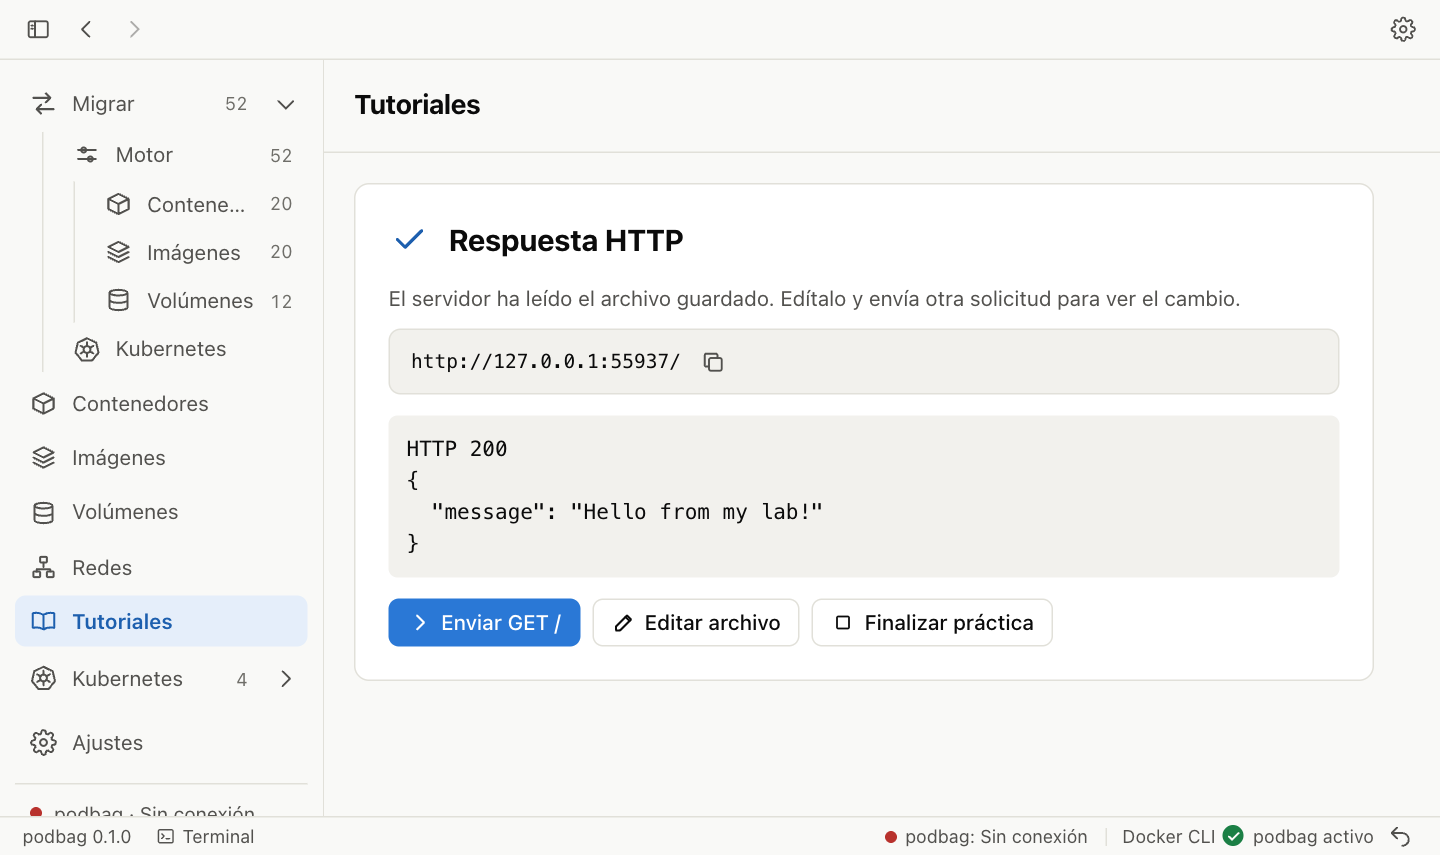 Migrar 52
Motor 52
Contene... 20
Imágenes 20
Volúmenes 12
Kubernetes
Contenedores
Imágenes
Volúmenes
Redes
Tutoriales
Kubernetes 4
Ajustes
podbag · Sin conexión
Tutoriales
Respuesta HTTP
El servidor ha leído el archivo guardado. Edítalo y envía otra solicitud para ver el cambio.
http://127.0.0.1:55937/
HTTP 200
{
"message": "Hello from my lab!"
}
Enviar GET / Editar archivo Finalizar práctica
podbag 0.1.0 Terminal podbag: Sin conexión Docker CLI podbag activo